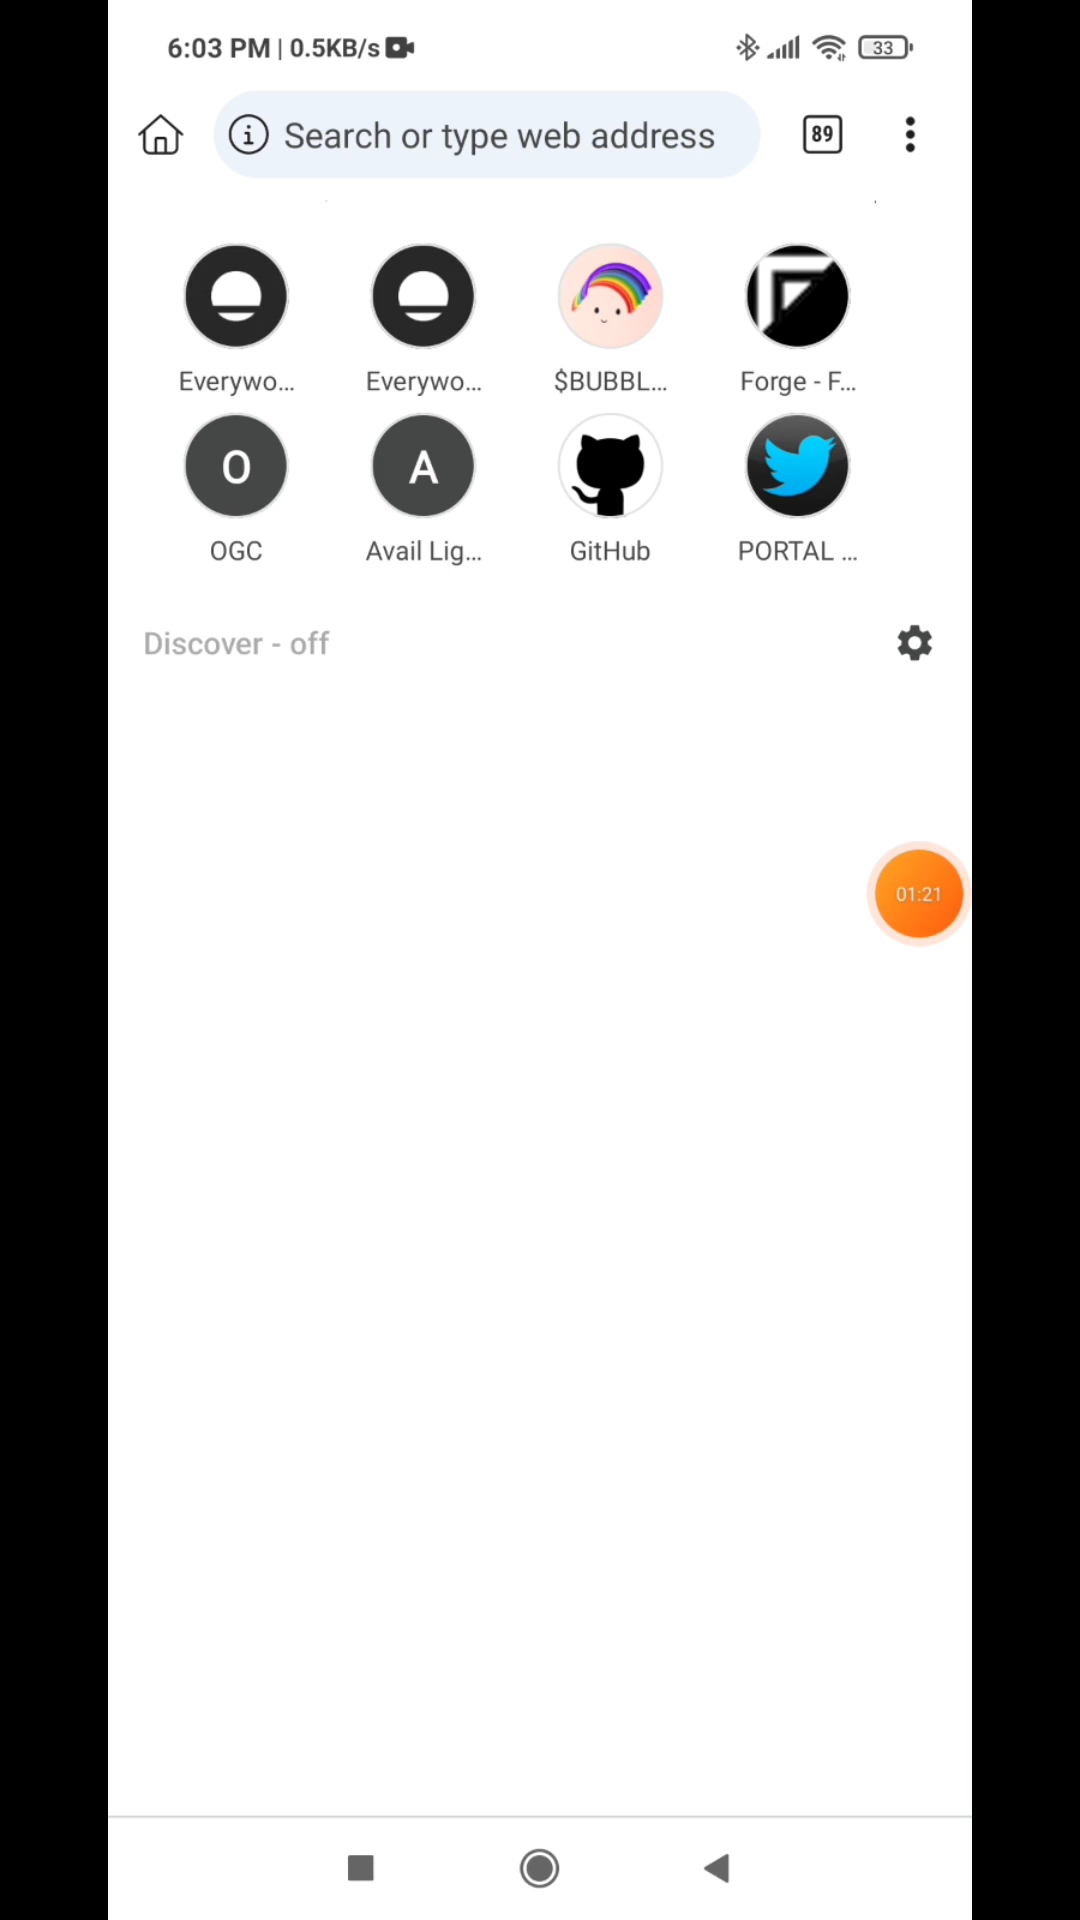 6:03 PM | 0.5KB/s 33
Search or type web address 89
Everywo... Everywo... $BUBBL... Forge - F...
O A
OGC Avail Lig... GitHub PORTAL ...
Discover - off
01:21